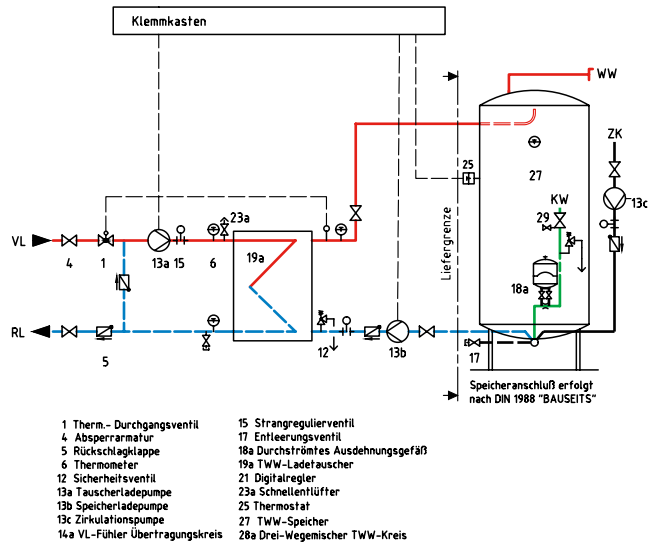 Klemmkasten
WW
ZK
25
27
13c
KW
29
23a
VL
4
1
13a
15
6
19a
18a
Liefergrenze
RL
5
12
13b
17
Speicheranschluß erfolgt
nach DIN 1988 "BAUSEITS"
1 Therm.- Durchgangsventil
4 Absperrarmatur
5 Rückschlagklappe
6 Thermometer
12 Sicherheitsventil
13a Tauscherladepumpe
13b Speicherladepumpe
13c Zirkulationspumpe
14a VL-Fühler Übertragungskreis
15 Strangregulierventil
17 Entleerungsventil
18a Durchströmtes Ausdehnungsgefäß
19a TWW-Ladetauscher
21 Digitalregler
23a Schnellentlüfter
25 Thermostat
27 TWW-Speicher
28a Drei-Wegemischer TWW-Kreis